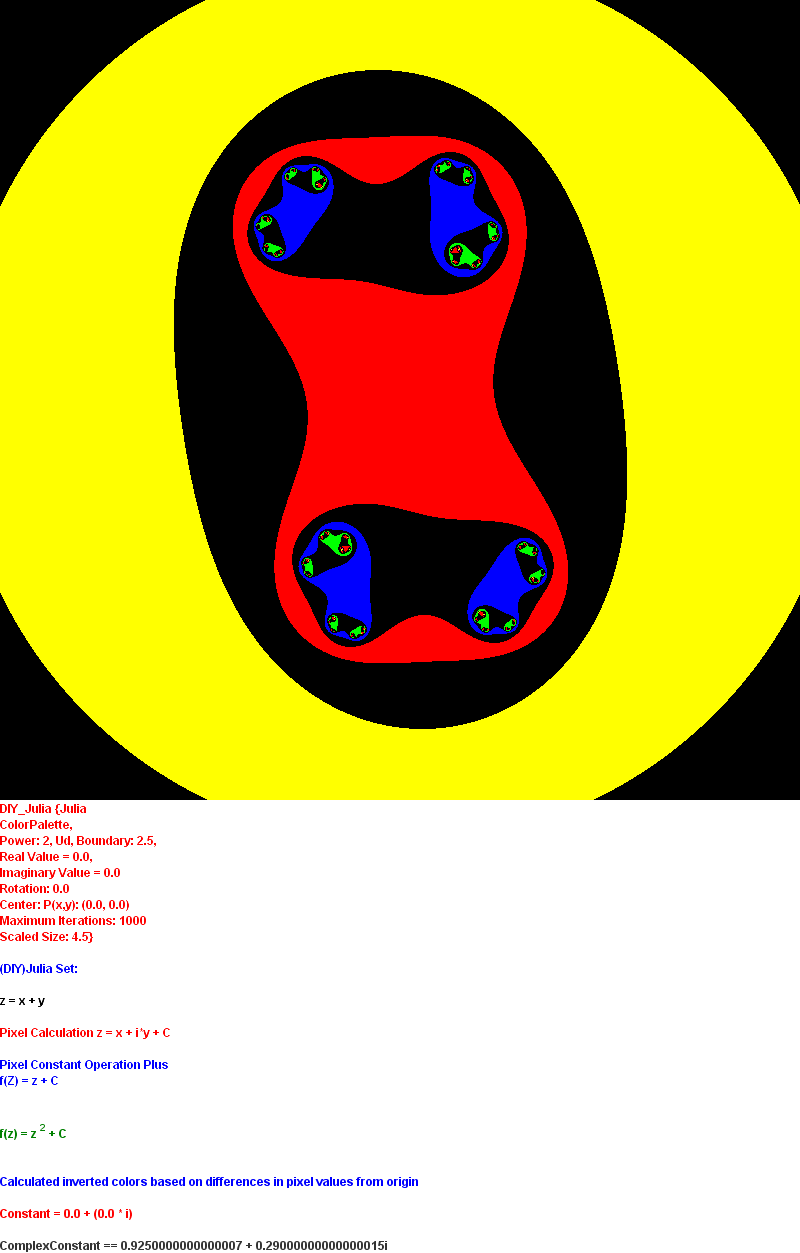 DIY_Julia {Julia
ColorPalette,
Power: 2, Ud, Boundary: 2.5,
Real Value = 0.0,
Imaginary Value = 0.0
Rotation: 0.0
Center: P(x,y): (0.0, 0.0)
Maximum Iterations: 1000
Scaled Size: 4.5}
(DIY)Julia Set:
z = x + y
Pixel Calculation z = x + i*y + C
Pixel Constant Operation Plus
f(Z) = z + C
f(z) = z 2 + C
Calculated inverted colors based on differences in pixel values from origin
Constant = 0.0 + (0.0 * i)
ComplexConstant == 0.9250000000000007 + 0.29000000000000015i